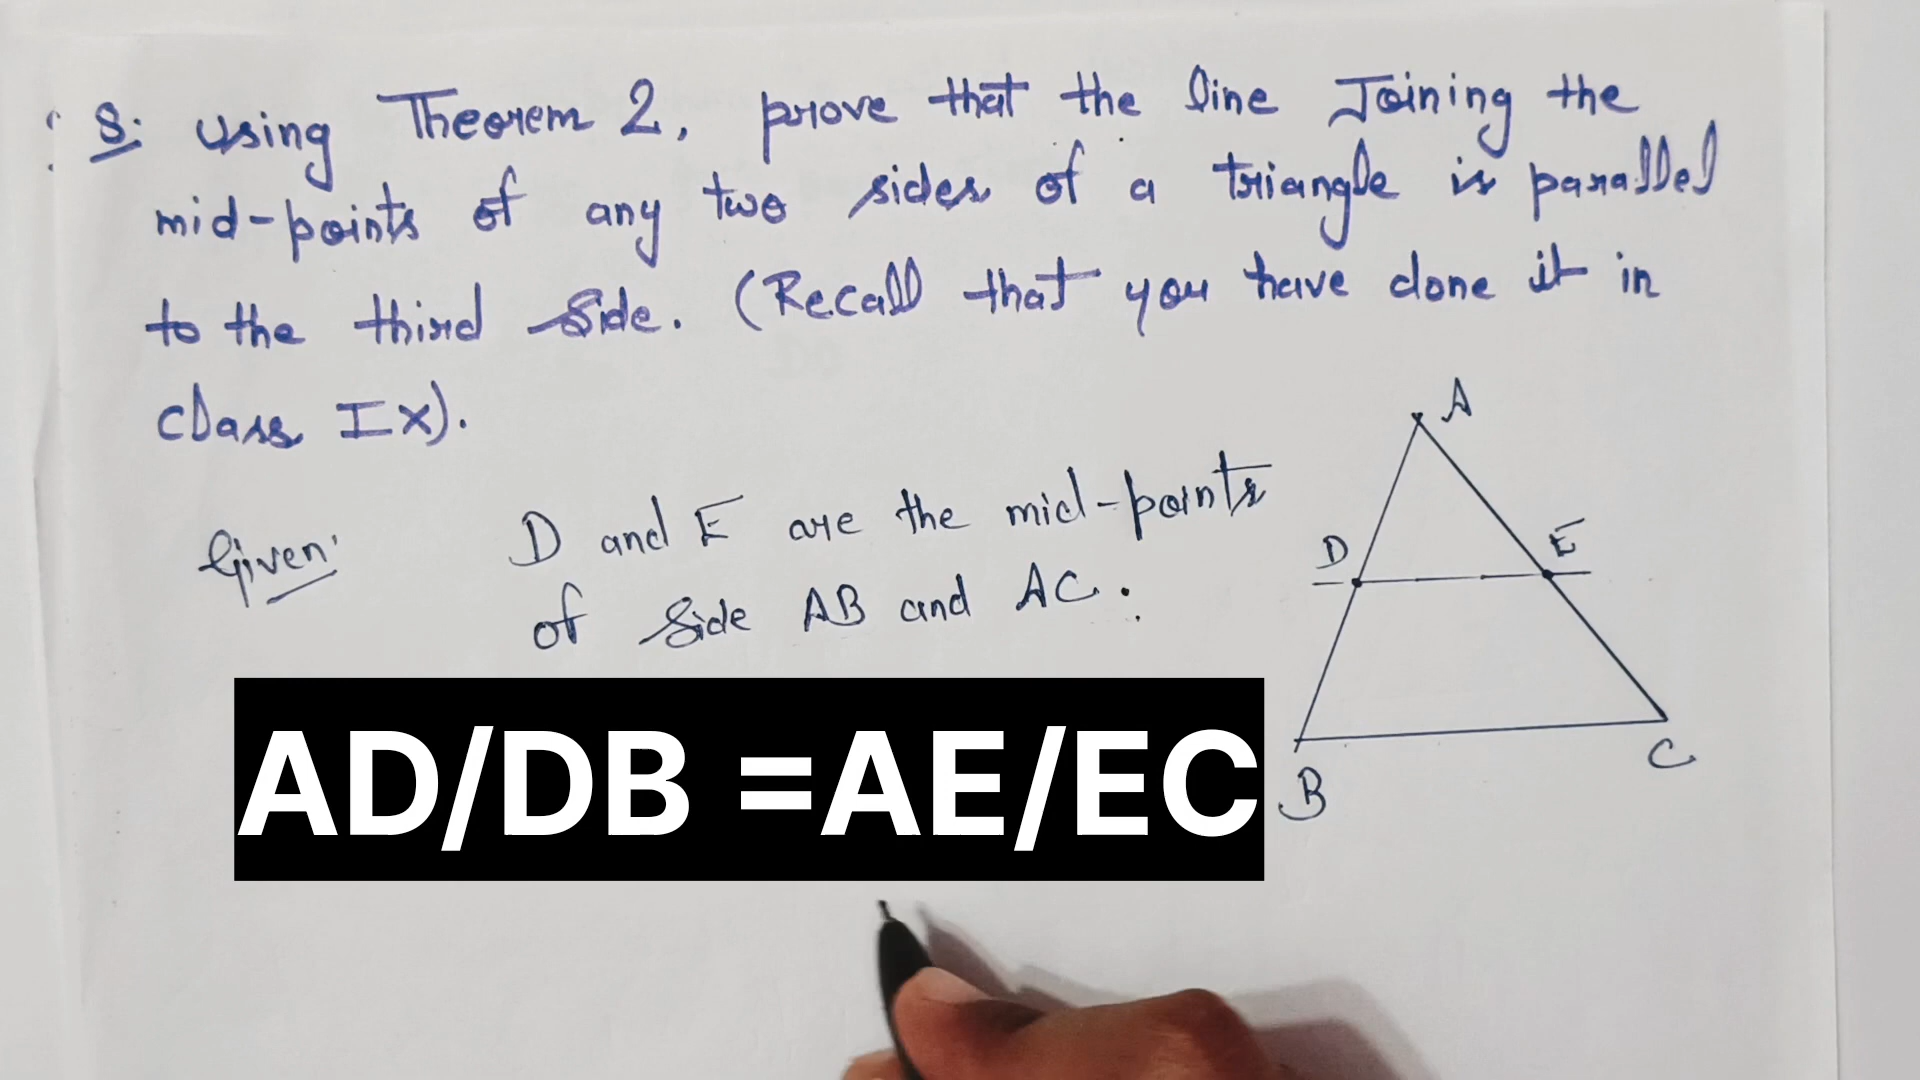 8. Using Theorem 2, prove that the line Joining the
mid-points of any two sides of a triangle is parallel
to the third side. (Recall that you have done it in
class IX).
Given: D and E are the mid-points
of side AB and AC.
AD/DB =AE/EC
A
D
E
B
C